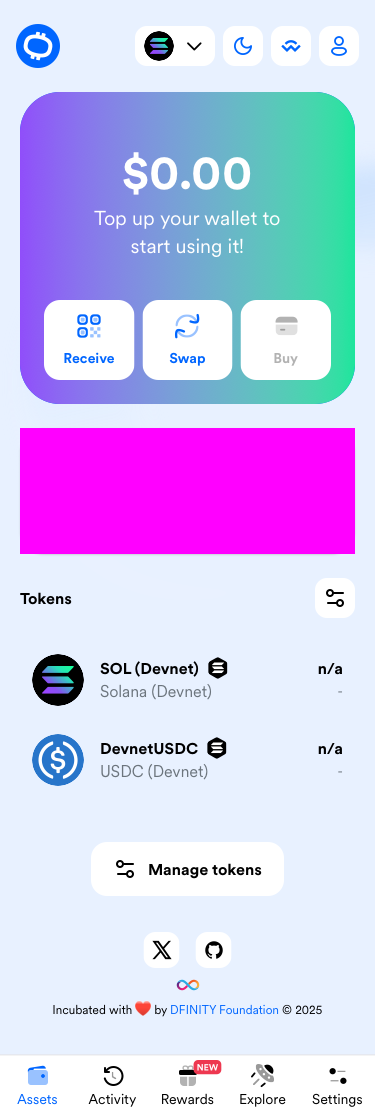 $0.00
Top up your wallet to
start using it!
Receive
Swap
Buy
Tokens
SOL (Devnet)
n/a
Solana (Devnet)
-
DevnetUSDC
n/a
USDC (Devnet)
-
Manage tokens
Incubated with ❤️ by DFINITY Foundation © 2025
NEW
Assets
Activity
Rewards
Explore
Settings